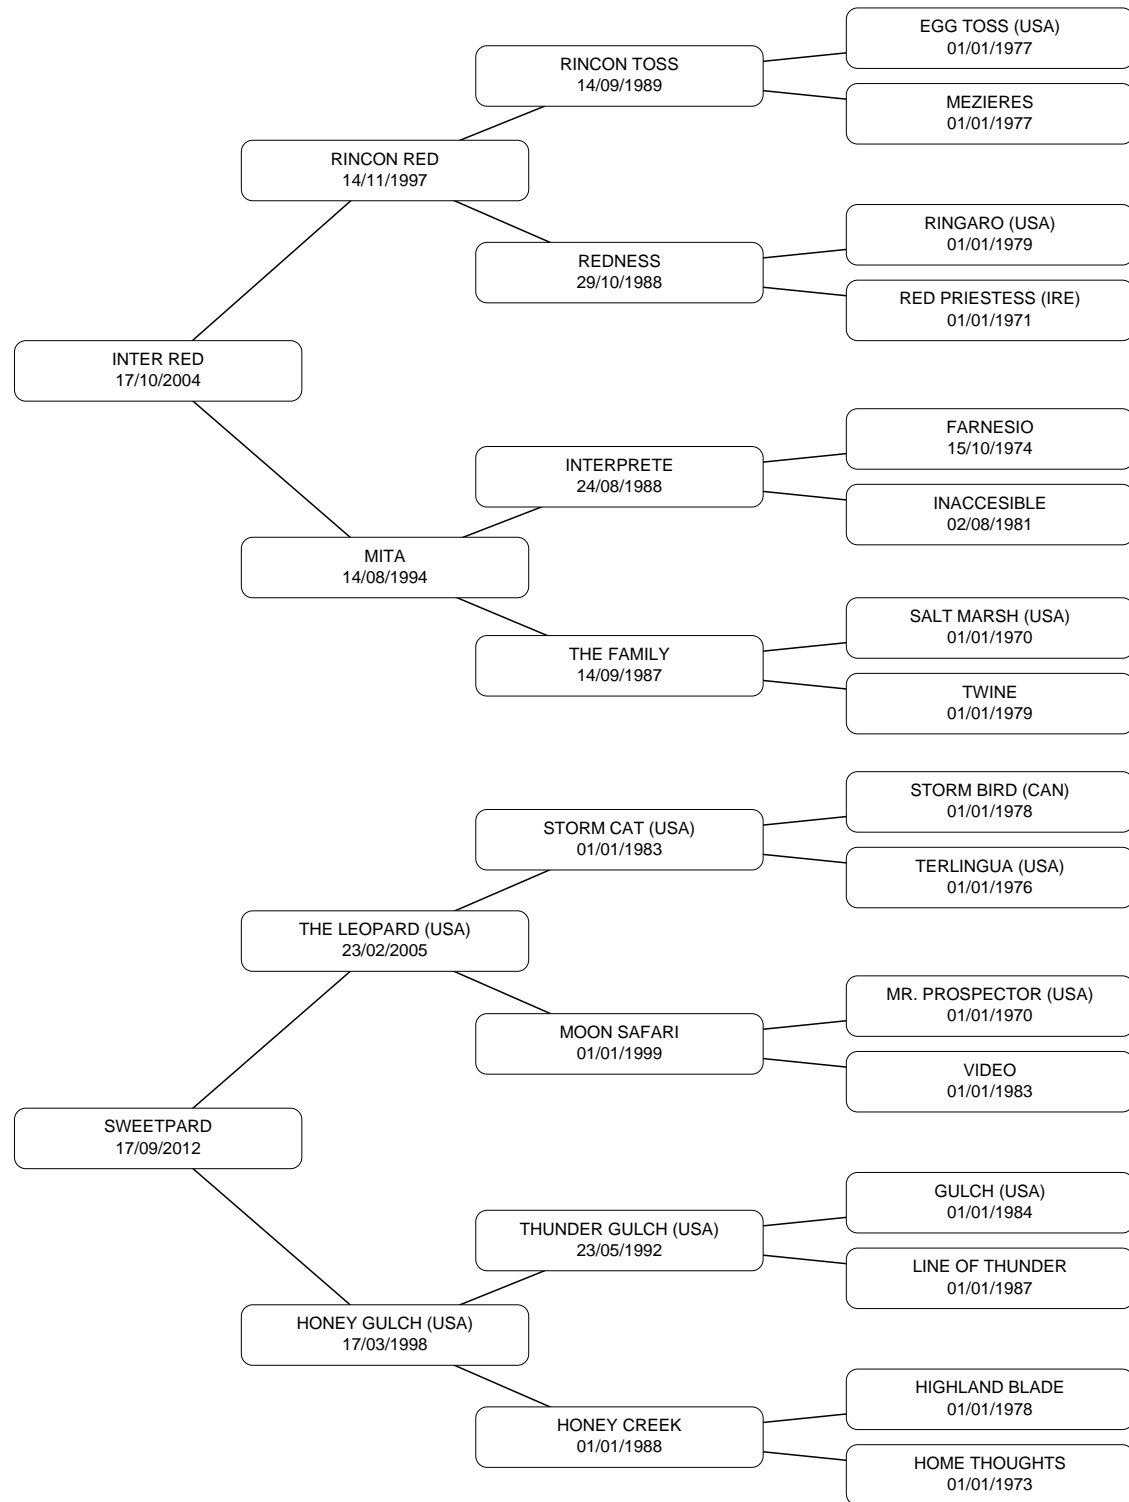 EGG TOSS (USA)
01/01/1977
RINCON TOSS
14/09/1989
MEZIERES
01/01/1977
RINCON RED
14/11/1997
RINGARO (USA)
01/01/1979
REDNESS
29/10/1988
RED PRIESTESS (IRE)
01/01/1971
INTER RED
17/10/2004
FARNESIO
15/10/1974
INTERPRETE
24/08/1988
INACCESIBLE
02/08/1981
MITA
14/08/1994
SALT MARSH (USA)
01/01/1970
THE FAMILY
14/09/1987
TWINE
01/01/1979
STORM BIRD (CAN)
01/01/1978
STORM CAT (USA)
01/01/1983
TERLINGUA (USA)
01/01/1976
THE LEOPARD (USA)
23/02/2005
MR. PROSPECTOR (USA)
01/01/1970
MOON SAFARI
01/01/1999
VIDEO
01/01/1983
SWEETPARD
17/09/2012
GULCH (USA)
01/01/1984
THUNDER GULCH (USA)
23/05/1992
LINE OF THUNDER
01/01/1987
HONEY GULCH (USA)
17/03/1998
HIGHLAND BLADE
01/01/1978
HONEY CREEK
01/01/1988
HOME THOUGHTS
01/01/1973